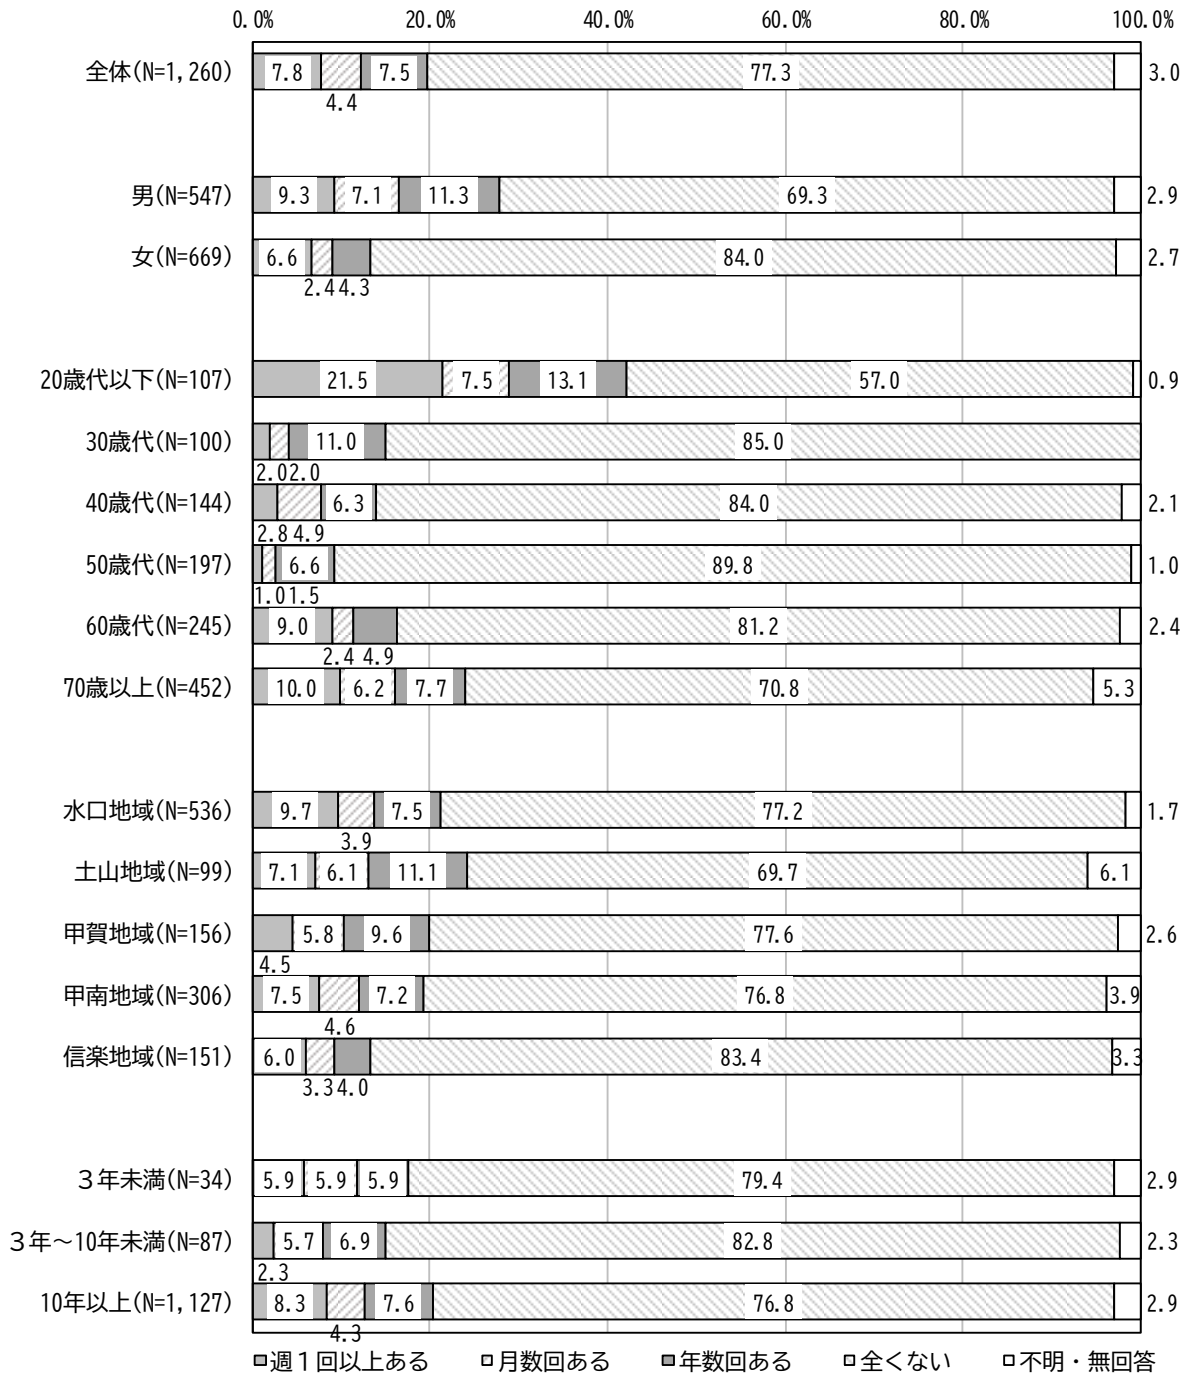 0.0% 20.0% 40.0% 60.0% 80.0% 100.0%
全体(N=1,260) 7.8 7.5 77.3 3.0
4.4
男(N=547) 9.3 7.1 11.3 69.3 2.9
女(N=669) 6.6 84.0 2.7
2.4 4.3
20歳代以下(N=107) 21.5 7.5 13.1 57.0 0.9
30歳代(N=100) 11.0 85.0
2.0 2.0
40歳代(N=144) 6.3 84.0 2.1
2.8 4.9
50歳代(N=197) 6.6 89.8 1.0
1.0 1.5
60歳代(N=245) 9.0 81.2 2.4
2.4 4.9
70歳以上(N=452) 10.0 6.2 7.7 70.8 5.3
水口地域(N=536) 9.7 7.5 77.2 1.7
3.9
土山地域(N=99) 7.1 6.1 11.1 69.7 6.1
甲賀地域(N=156) 5.8 9.6 77.6 2.6
4.5
甲南地域(N=306) 7.5 7.2 76.8 3.9
4.6
信楽地域(N=151) 6.0 83.4 3.3
3.3 4.0
３年未満(N=34) 5.9 5.9 5.9 79.4 2.9
３年～10年未満(N=87) 5.7 6.9 82.8 2.3
2.3
10年以上(N=1,127) 8.3 7.6 76.8 2.9
4.3
週１回以上ある 月数回ある 年数回ある 全くない 不明・無回答